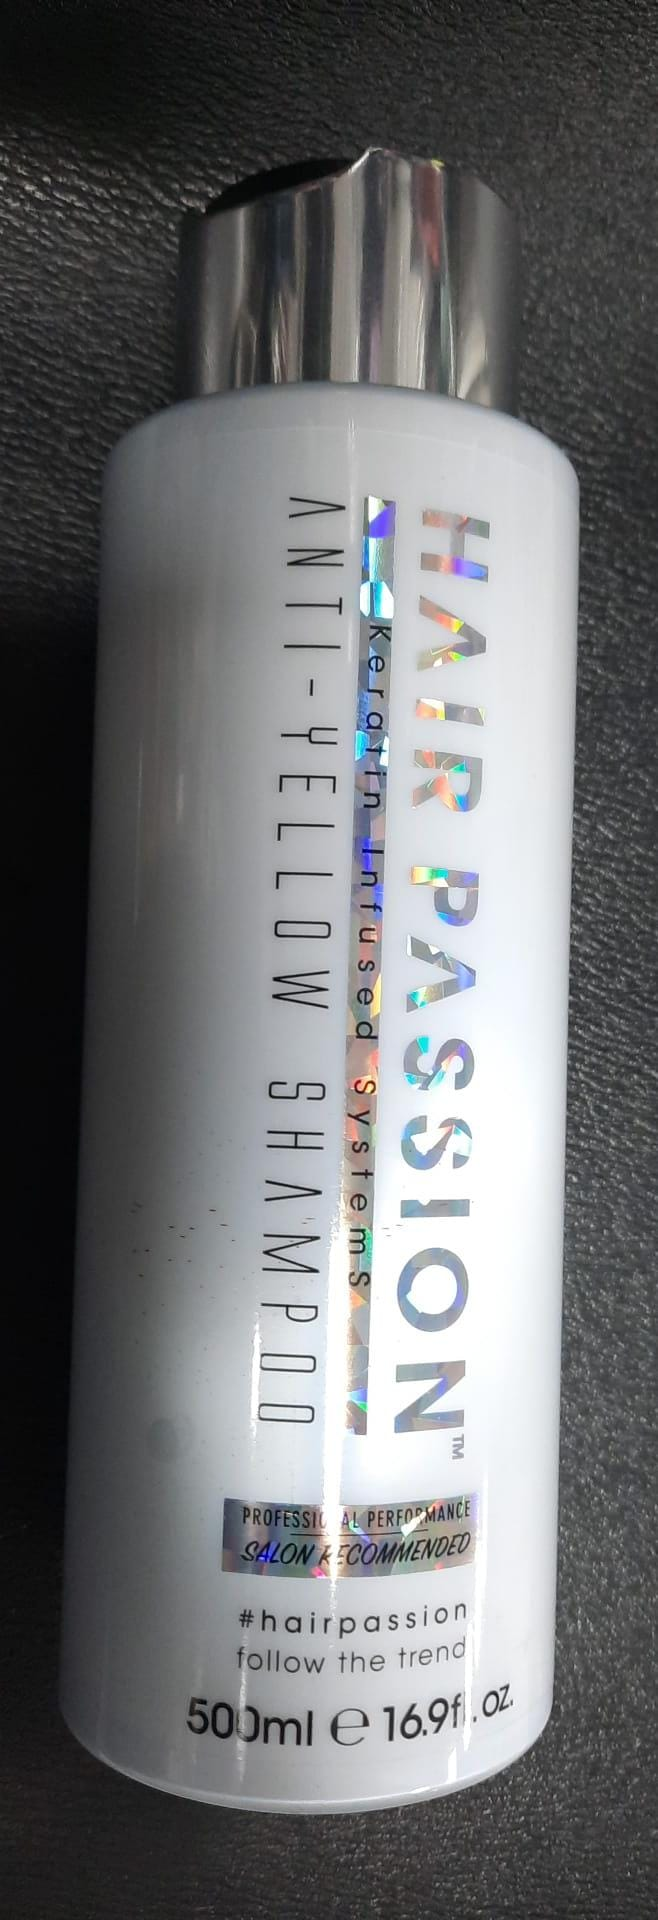 HAIR PASSION™
Keratin Infused Systems
ANTI-YELLOW SHAMPOO
PROFESSIONAL PERFORMANCE
SALON RECOMMENDED
#hairpassion
follow the trend
500ml ℮ 16.9fl.oz.